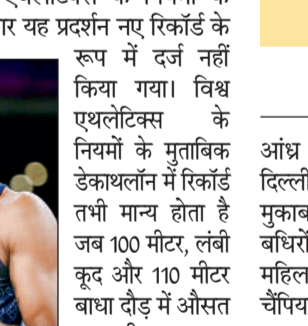 गार यह प्रदर्शन नए रिकॉर्ड के
रूप में दर्ज नहीं
किया गया। विश्व
एथलेटिक्स के
नियमों के मुताबिक
डेकाथलॉन में रिकॉर्ड
तभी मान्य होता है
जब 100 मीटर, लंबी
कूद और 110 मीटर
बाधा दौड़ में औसत
आंध्र
दिल्ली
मुकाब
बधिरों
महिल
चैंपिय